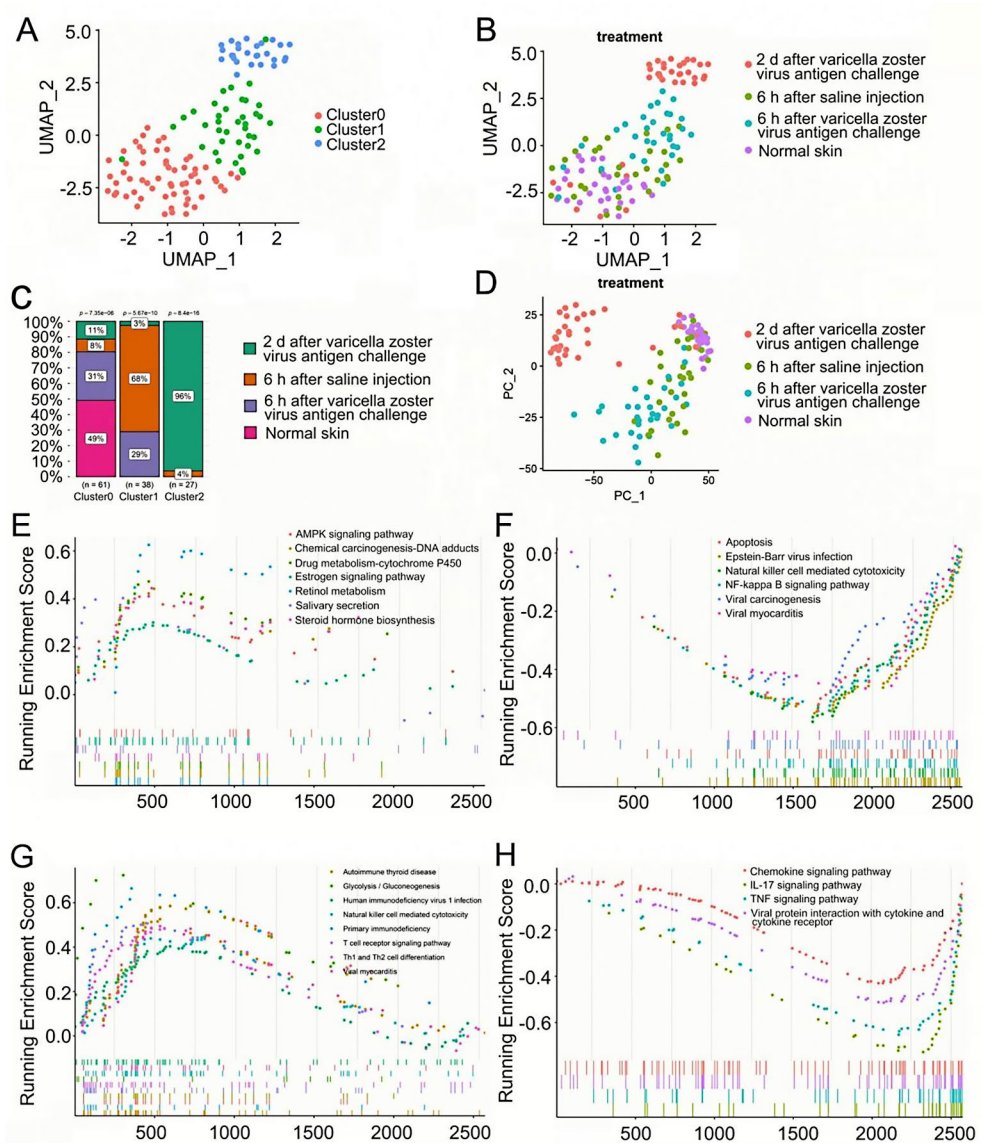 A
5.0
2.5
0.0
-2.5
UMAP_2
-2 -1 0 1 2
UMAP_1
Cluster0
Cluster1
Cluster2
B
treatment
5.0
2.5
0.0
-2.5
UMAP_2
-2 -1 0 1 2
UMAP_1
2 d after varicella zoster
virus antigen challenge
6 h after saline injection
6 h after varicella zoster
virus antigen challenge
Normal skin
C
p = 7.35e-06 p = 5.67e-10 p = 8.4e-16
100%
90%
80%
70%
60%
50%
40%
30%
20%
10%
0%
11%
8%
31%
49%
3%
68%
29%
96%
4%
(n = 61) (n = 38) (n = 27)
Cluster0 Cluster1 Cluster2
2 d after varicella zoster
virus antigen challenge
6 h after saline injection
6 h after varicella zoster
virus antigen challenge
Normal skin
D
treatment
25
0
−25
−50
PC_2
−50 0 50
PC_1
2 d after varicella zoster
virus antigen challenge
6 h after saline injection
6 h after varicella zoster
virus antigen challenge
Normal skin
E
Running Enrichment Score
0.6
0.4
0.2
0.0
AMPK signaling pathway
Chemical carcinogenesis-DNA adducts
Drug metabolism-cytochrome P450
Estrogen signaling pathway
Retinol metabolism
Salivary secretion
Steroid hormone biosynthesis
500 1000 1500 2000 2500
F
Running Enrichment Score
0.0
-0.2
-0.4
-0.6
Apoptosis
Epstein-Barr virus infection
Natural killer cell mediated cytotoxicity
NF-kappa B signaling pathway
Viral carcinogenesis
Viral myocarditis
500 1000 1500 2000 2500
G
Running Enrichment Score
0.6
0.4
0.2
0.0
Autoimmune thyroid disease
Glycolysis / Gluconeogenesis
Human immunodeficiency virus 1 infection
Natural killer cell mediated cytotoxicity
Primary immunodeficiency
T cell receptor signaling pathway
Th1 and Th2 cell differentiation
Viral myocarditis
500 1000 1500 2000 2500
H
Running Enrichment Score
0.0
-0.2
-0.4
-0.6
Chemokine signaling pathway
IL-17 signaling pathway
TNF signaling pathway
Viral protein interaction with cytokine and
cytokine receptor
500 1000 1500 2000 2500